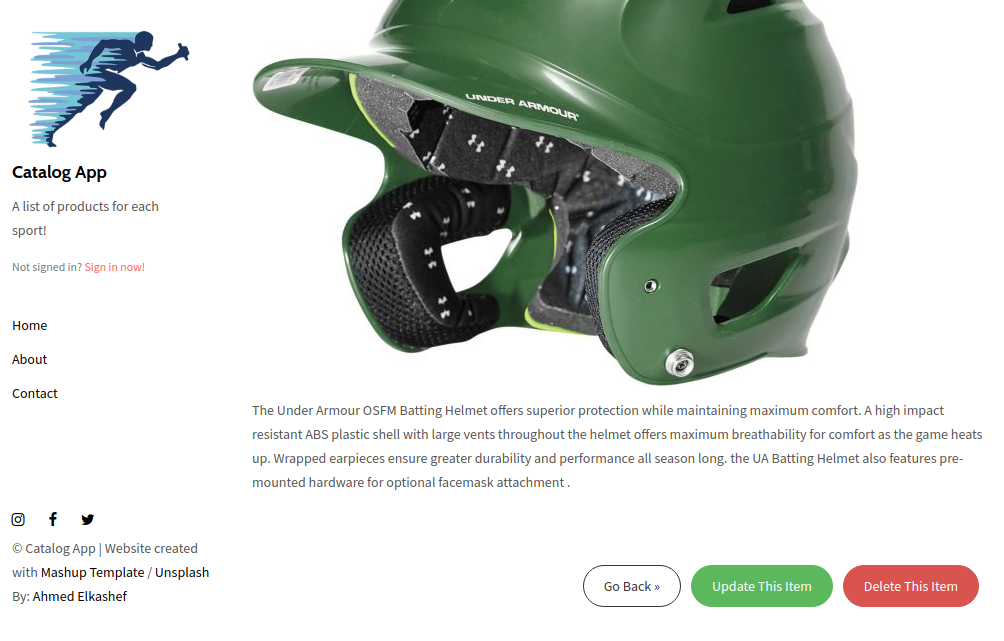 Catalog App
A list of products for each
sport!
Not signed in? Sign in now!
Home
About
Contact
© Catalog App | Website created
with Mashup Template / Unsplash
By: Ahmed Elkashef
UNDER ARMOUR
The Under Armour OSFM Batting Helmet offers superior protection while maintaining maximum comfort. A high impact
resistant ABS plastic shell with large vents throughout the helmet offers maximum breathability for comfort as the game heats
up. Wrapped earpieces ensure greater durability and performance all season long. the UA Batting Helmet also features pre-
mounted hardware for optional facemask attachment .
Go Back »
Update This Item
Delete This Item